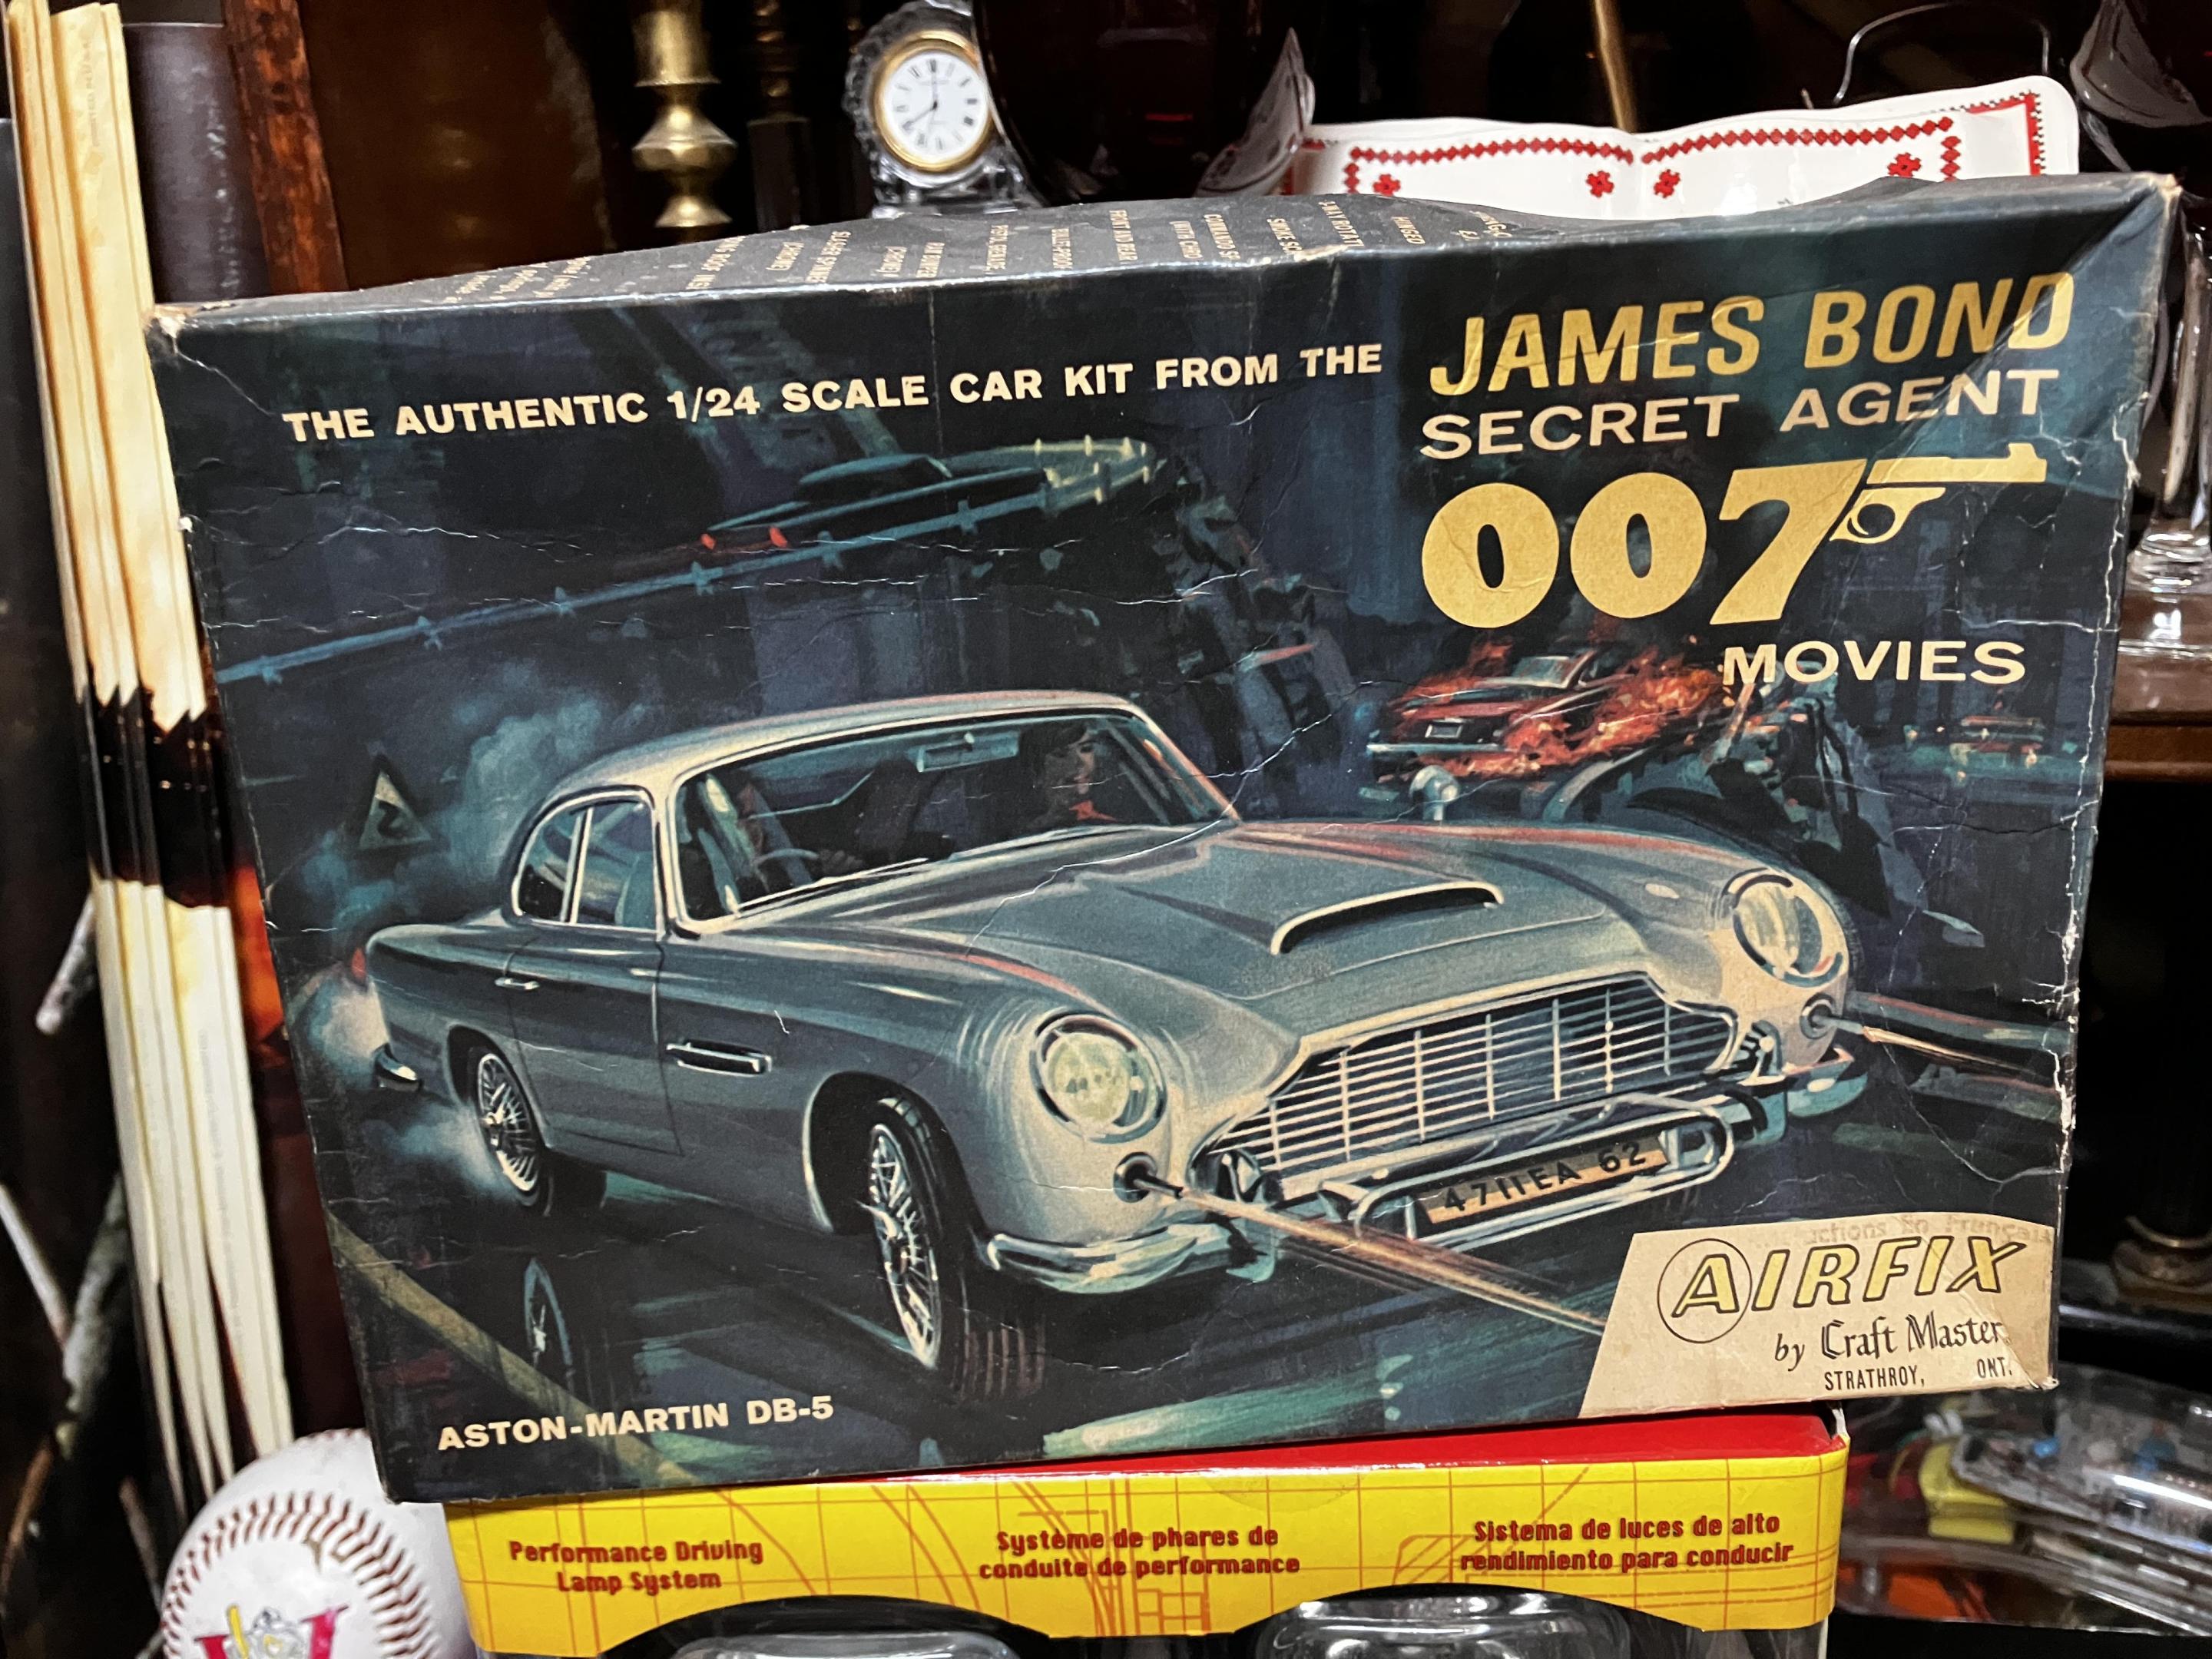 THE AUTHENTIC 1/24 SCALE CAR KIT FROM THE
JAMES BOND
SECRET AGENT
007
MOVIES
4711EA 62
ASTON-MARTIN DB-5
AIRFIX
by Craft Master
STRATHROY, ONT.
Performance Driving
Lamp System
Système de phares de
conduite de performance
Sistema de luces de alto
rendimiento para conducir